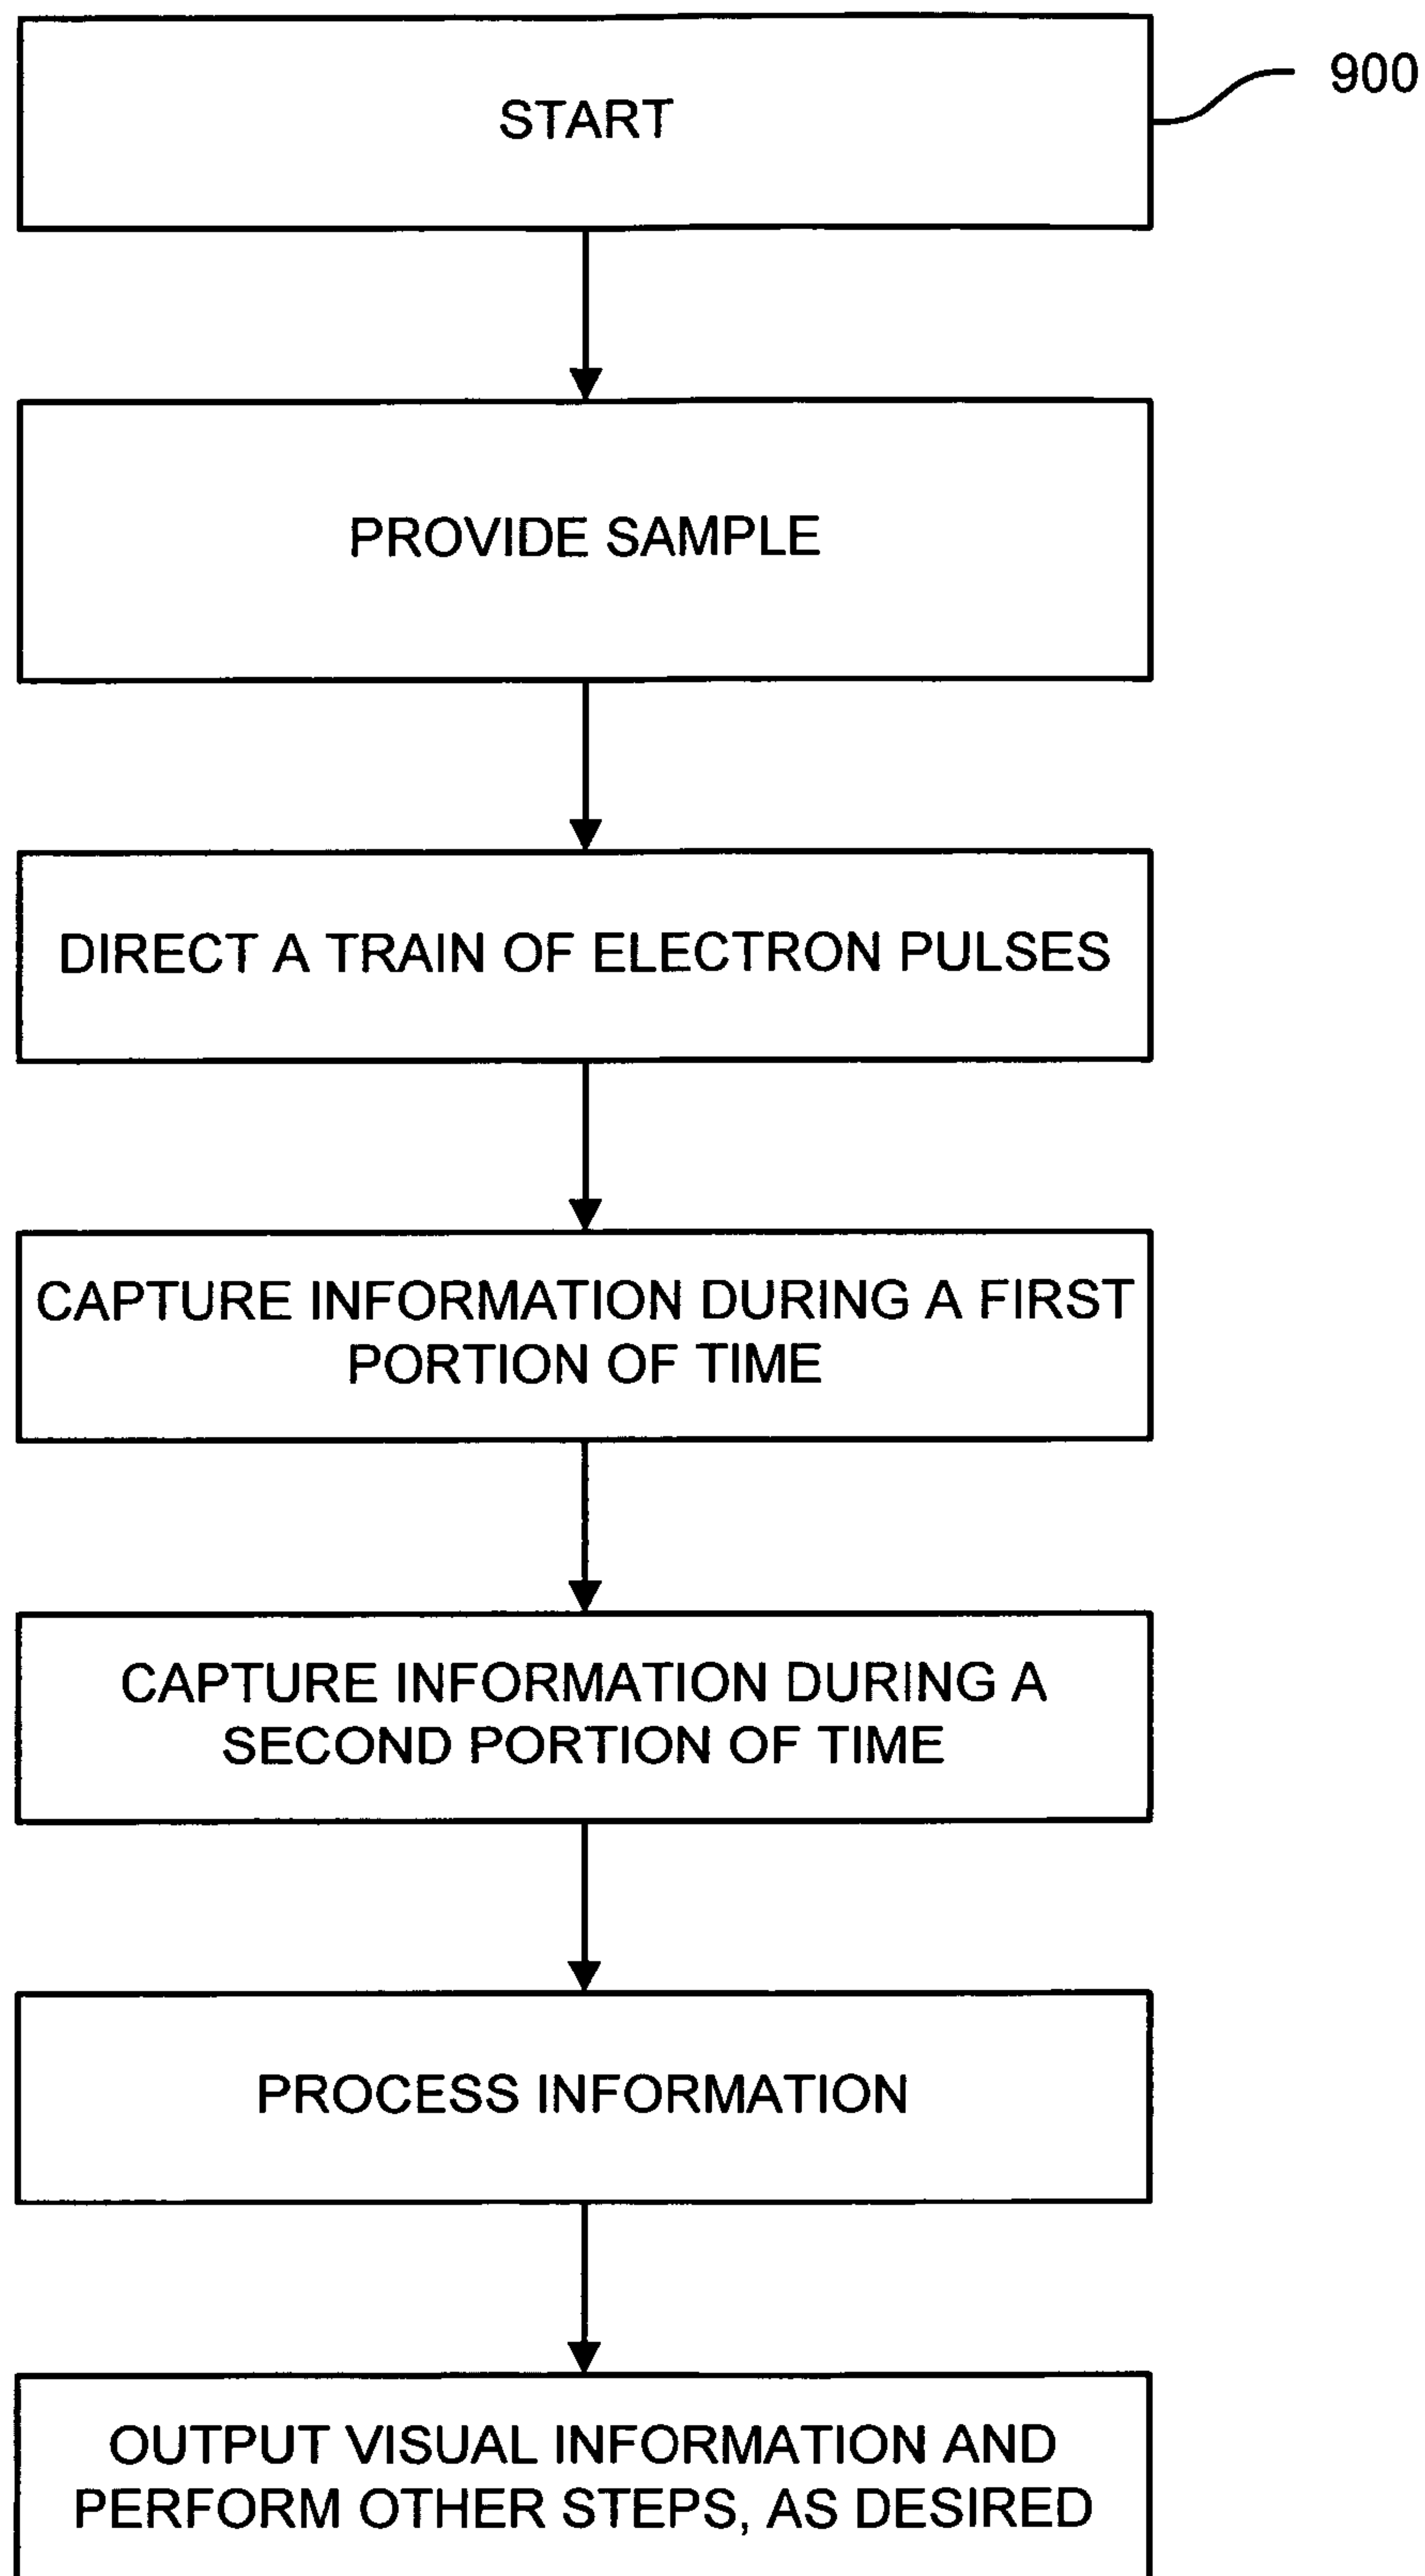 START
900
PROVIDE SAMPLE
DIRECT A TRAIN OF ELECTRON PULSES
CAPTURE INFORMATION DURING A FIRST
PORTION OF TIME
CAPTURE INFORMATION DURING A
SECOND PORTION OF TIME
PROCESS INFORMATION
OUTPUT VISUAL INFORMATION AND
PERFORM OTHER STEPS, AS DESIRED